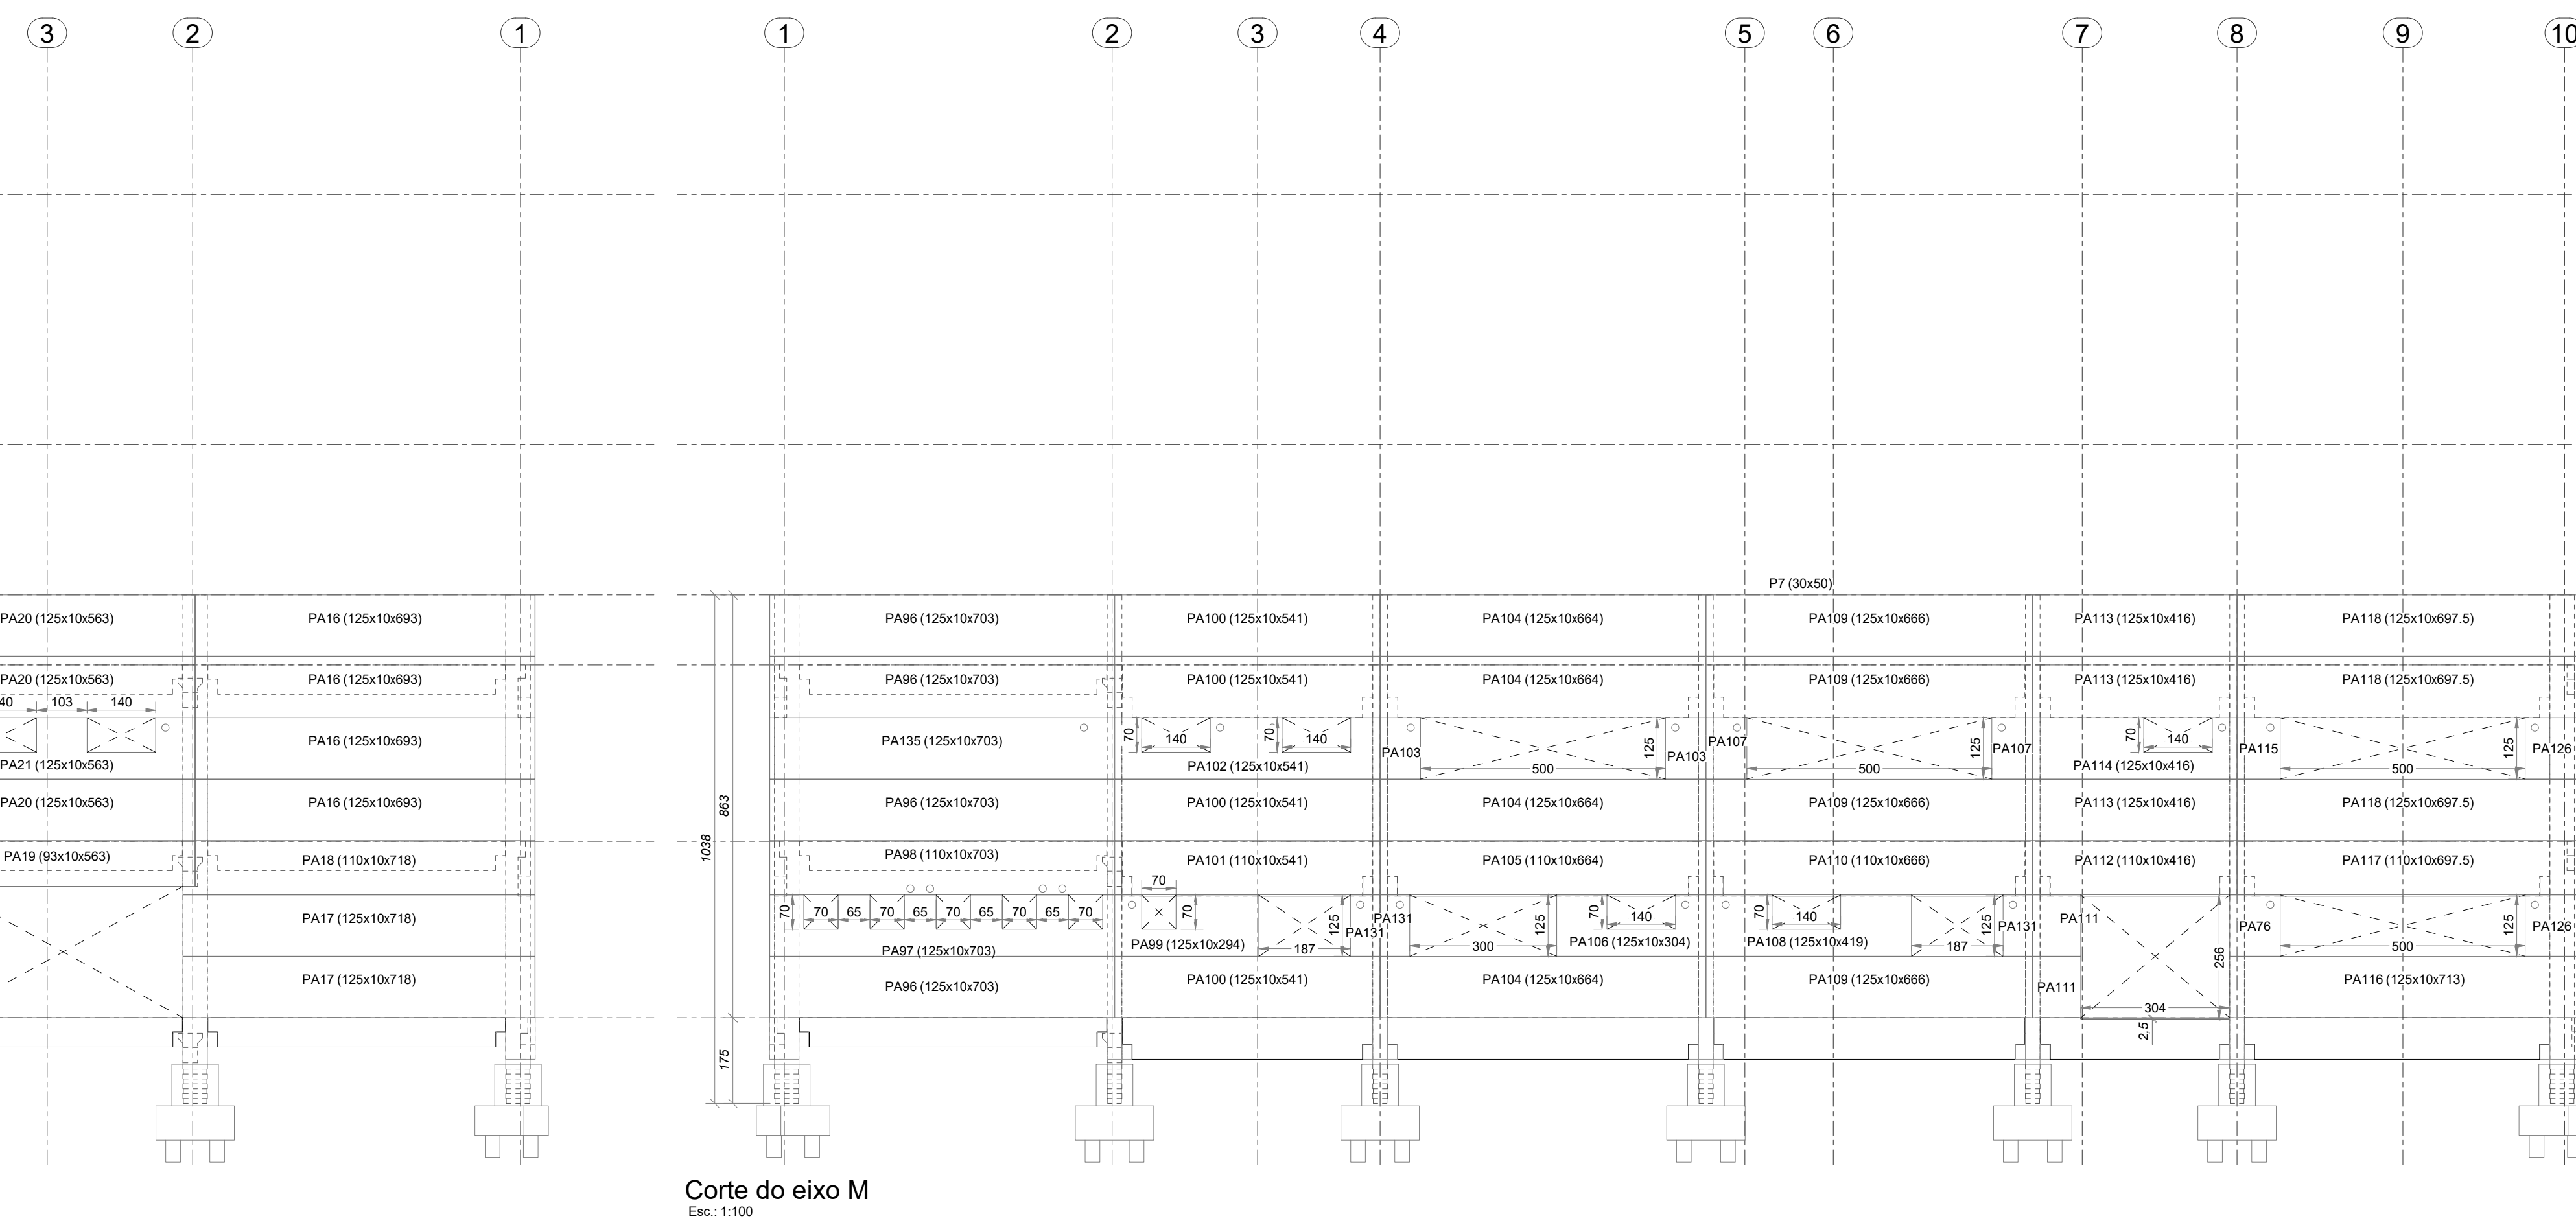 3 2 1 1 2 3 4 5 6 7 8 9 10
P7 (30x50)
PA20 (125x10x563) PA16 (125x10x693) PA96 (125x10x703) PA100 (125x10x541) PA104 (125x10x664) PA109 (125x10x666) PA113 (125x10x416) PA118 (125x10x697.5)
PA20 (125x10x563) PA16 (125x10x693) PA96 (125x10x703) PA100 (125x10x541) PA104 (125x10x664) PA109 (125x10x666) PA113 (125x10x416) PA118 (125x10x697.5)
40 103 140
70 140 70 140 125 125 70 140 125
PA16 (125x10x693) PA135 (125x10x703) PA103 PA103 PA107 PA107 PA115 PA126
PA21 (125x10x563) PA102 (125x10x541) 500 500 PA114 (125x10x416) 500
PA20 (125x10x563) PA16 (125x10x693) 863 PA96 (125x10x703) PA100 (125x10x541) PA104 (125x10x664) PA109 (125x10x666) PA113 (125x10x416) PA118 (125x10x697.5)
1038
PA19 (93x10x563) PA18 (110x10x718) PA98 (110x10x703) PA101 (110x10x541) PA105 (110x10x664) PA110 (110x10x666) PA112 (110x10x416) PA117 (110x10x697.5)
70
70 70 65 70 65 70 65 70 65 70 70 125 125 70 140 70 140 125 125
PA17 (125x10x718) PA131 PA131 PA131 PA111 PA76 PA126
PA97 (125x10x703) PA99 (125x10x294) 187 300 PA106 (125x10x304) PA108 (125x10x419) 187 256 500
PA17 (125x10x718) PA96 (125x10x703) PA100 (125x10x541) PA104 (125x10x664) PA109 (125x10x666) PA111 PA116 (125x10x713)
304
2,5
175
Corte do eixo M
Esc.: 1:100